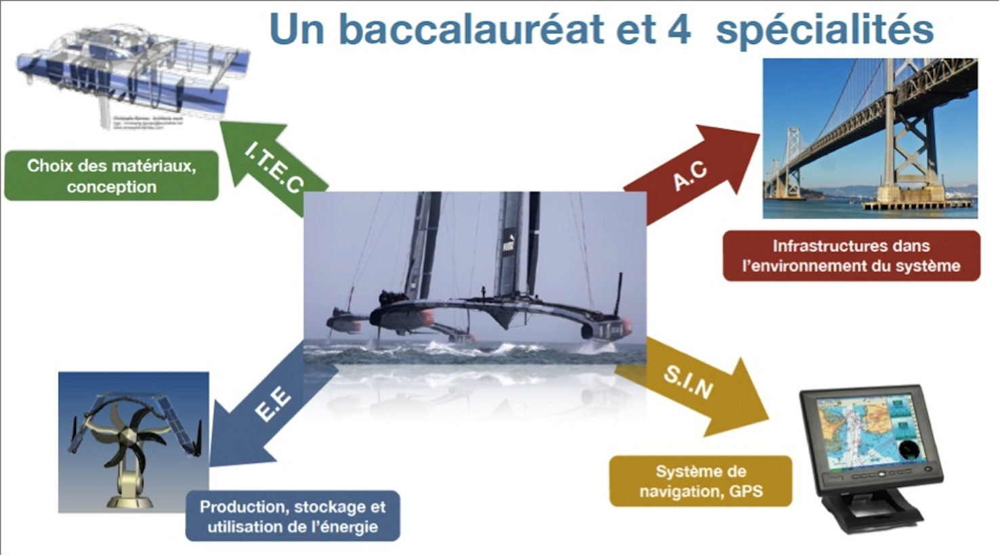 Un baccalauréat et 4 spécialités
I.T.E.C
Choix des matériaux,
conception
A.C
Infrastructures dans
l'environnement du système
PUMA
E.E
Production, stockage et
utilisation de l'énergie
S.I.N
Système de
navigation, GPS